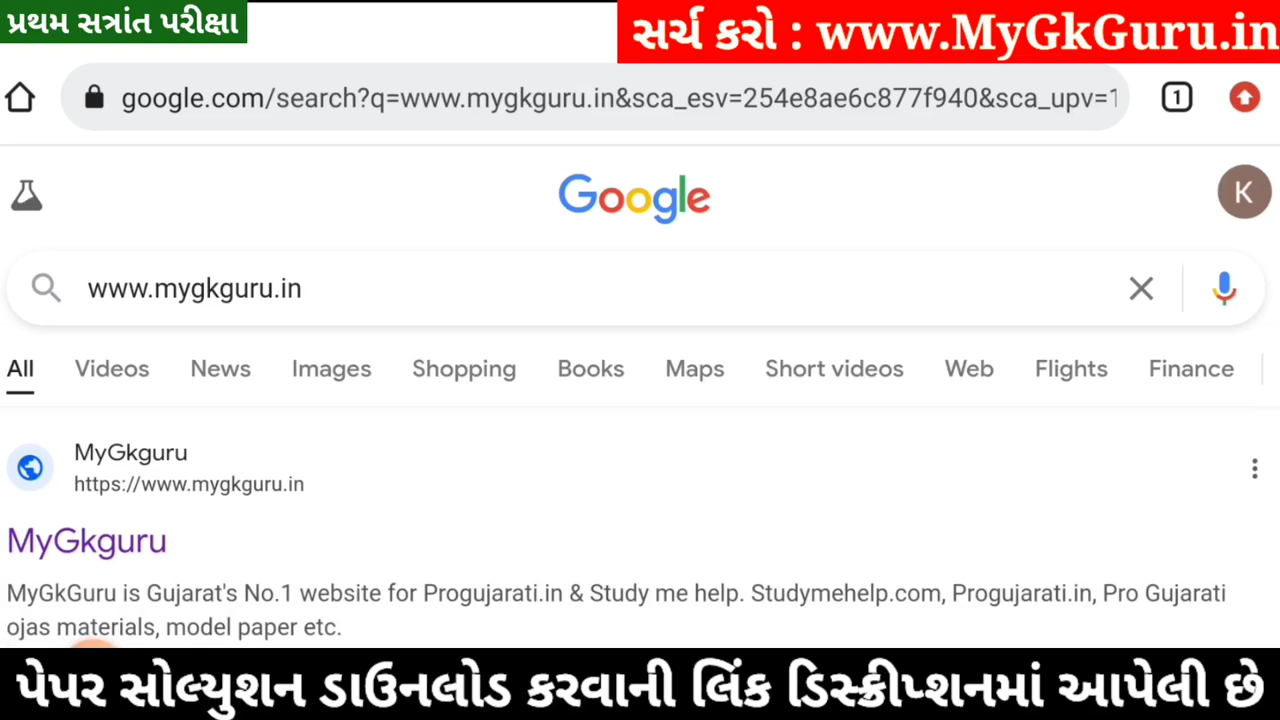 પ્રથમ સત્રાંત પરીક્ષા
સર્ચ કરો : www.MyGkGuru.in
google.com/search?q=www.mygkguru.in&sca_esv=254e8ae6c877f940&sca_upv=1
1
Google
K
www.mygkguru.in
All Videos News Images Shopping Books Maps Short videos Web Flights Finance
MyGkguru
https://www.mygkguru.in
MyGkguru
MyGkGuru is Gujarat's No.1 website for Progujarati.in & Study me help. Studymehelp.com, Progujarati.in, Pro Gujarati
ojas materials, model paper etc.
પેપર સોલ્યુશન ડાઉનલોડ કરવાની લિંક ડિસ્ક્રીપ્શનમાં આપેલી છે